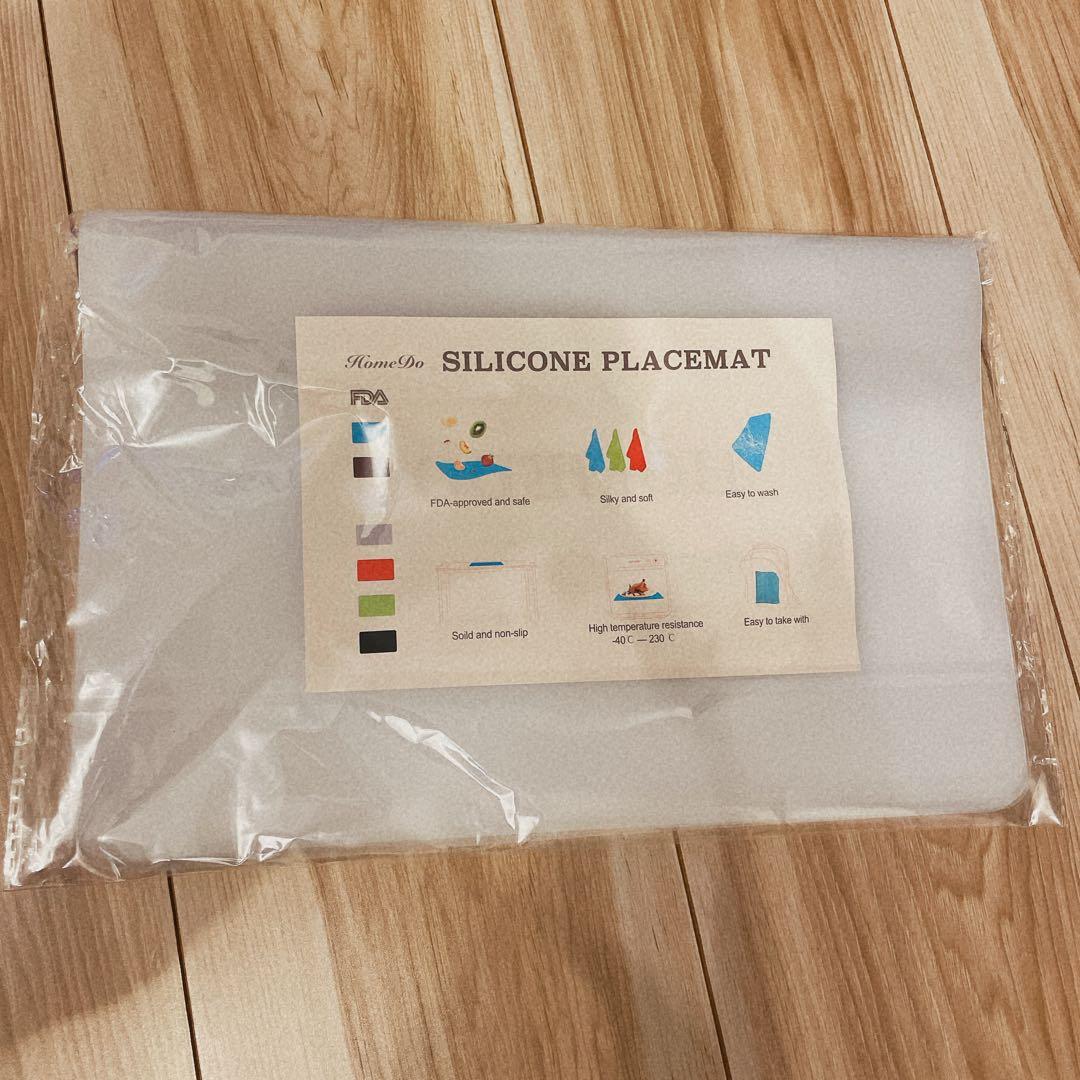 HomeDo SILICONE PLACEMAT
FDA
FDA-approved and safe
Silky and soft
Easy to wash
Soild and non-slip
High temperature resistance
-40℃ — 230 ℃
Easy to take with